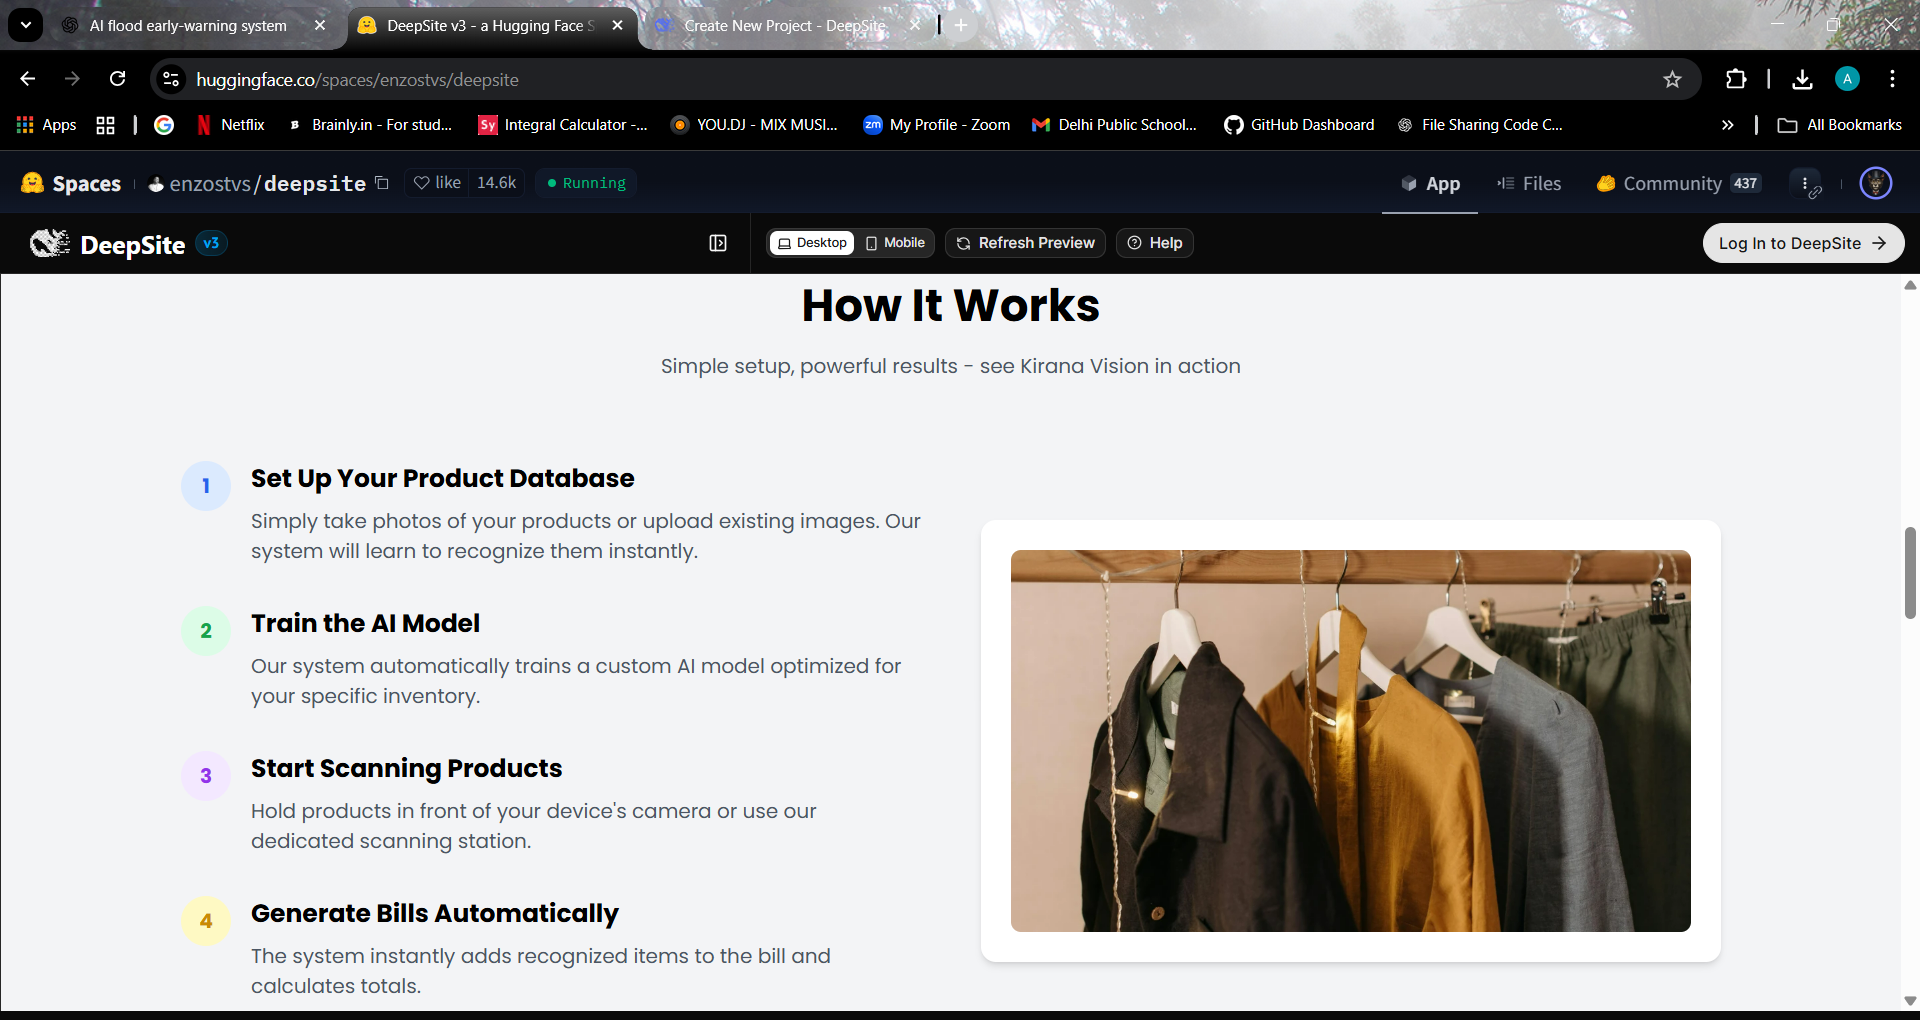 AI flood early-warning system
DeepSite v3 - a Hugging Face S
Create New Project - DeepSite
huggingface.co/spaces/enzostvs/deepsite
A
Apps
Netflix
B Brainly.in - For stud...
Sy Integral Calculator -...
YOU.DJ - MIX MUSI...
zm My Profile - Zoom
Delhi Public School...
GitHub Dashboard
File Sharing Code C...
All Bookmarks
Spaces
enzostvs/deepsite
like 14.6k
Running
App
Files
Community 437
DeepSite v3
Desktop
Mobile
Refresh Preview
Help
Log In to DeepSite
How It Works
Simple setup, powerful results - see Kirana Vision in action
1
Set Up Your Product Database
Simply take photos of your products or upload existing images. Our
system will learn to recognize them instantly.
2
Train the AI Model
Our system automatically trains a custom AI model optimized for
your specific inventory.
3
Start Scanning Products
Hold products in front of your device's camera or use our
dedicated scanning station.
4
Generate Bills Automatically
The system instantly adds recognized items to the bill and
calculates totals.